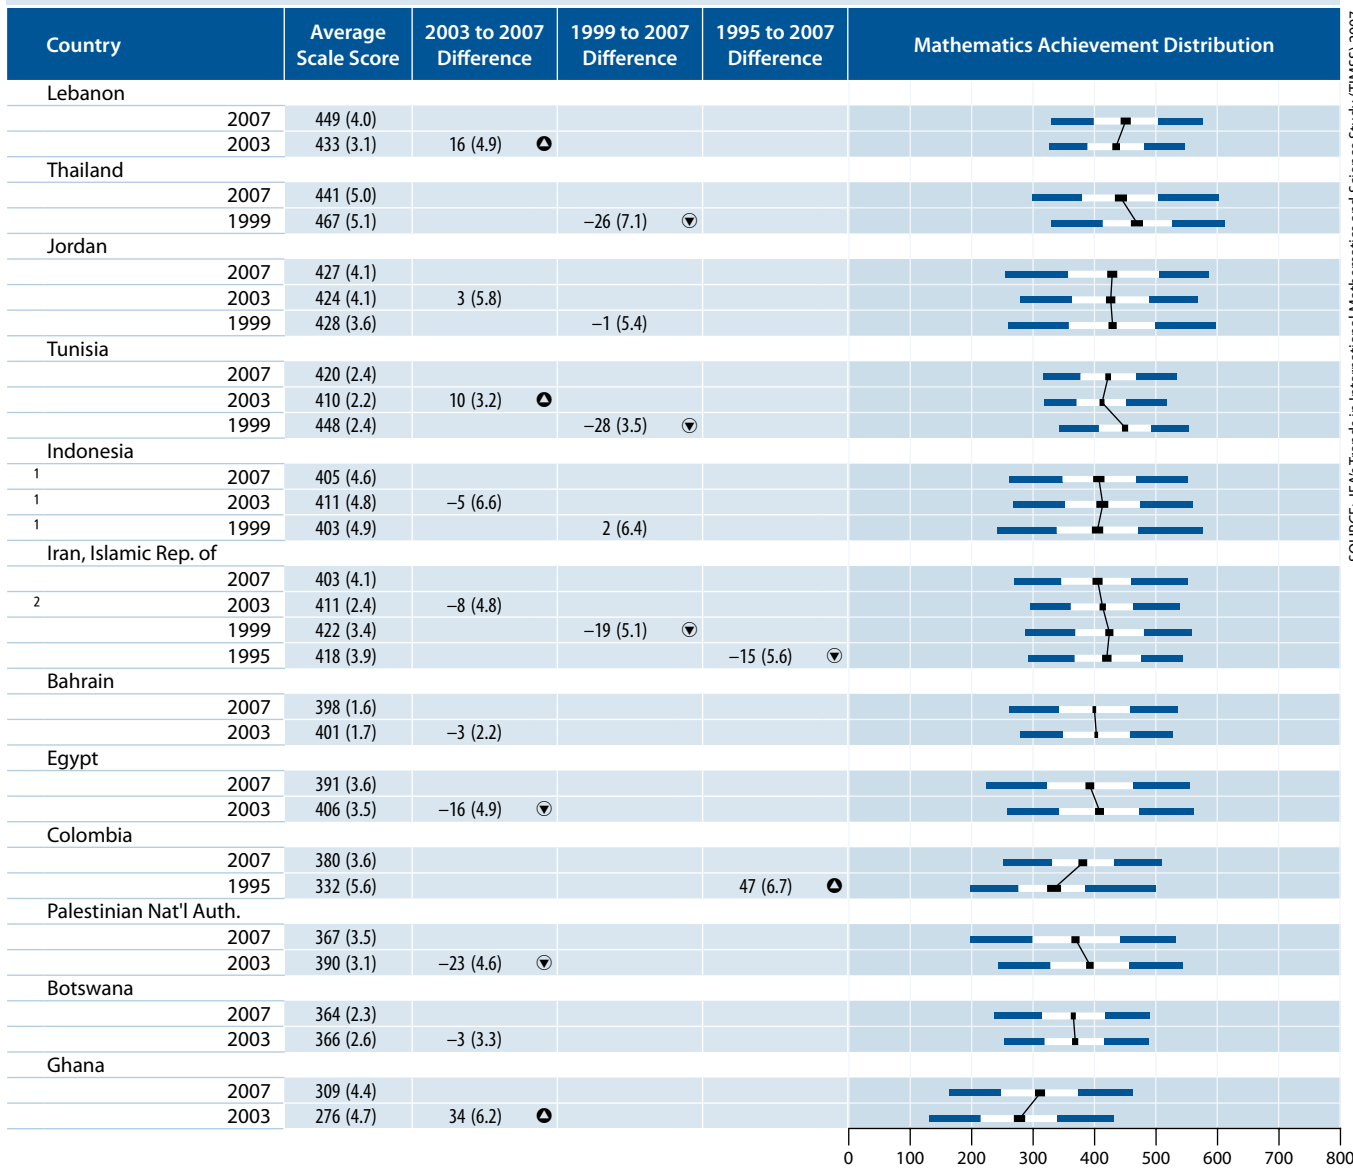 Country
Average Scale Score
2003 to 2007 Difference
1999 to 2007 Difference
1995 to 2007 Difference
Mathematics Achievement Distribution
Lebanon
2007 449 (4.0)
2003 433 (3.1) 16 (4.9)
Thailand
2007 441 (5.0)
1999 467 (5.1) −26 (7.1)
Jordan
2007 427 (4.1)
2003 424 (4.1) 3 (5.8)
1999 428 (3.6) −1 (5.4)
Tunisia
2007 420 (2.4)
2003 410 (2.2) 10 (3.2)
1999 448 (2.4) −28 (3.5)
Indonesia
1 2007 405 (4.6)
1 2003 411 (4.8) −5 (6.6)
1 1999 403 (4.9) 2 (6.4)
Iran, Islamic Rep. of
2007 403 (4.1)
2 2003 411 (2.4) −8 (4.8)
1999 422 (3.4) −19 (5.1)
1995 418 (3.9) −15 (5.6)
Bahrain
2007 398 (1.6)
2003 401 (1.7) −3 (2.2)
Egypt
2007 391 (3.6)
2003 406 (3.5) −16 (4.9)
Colombia
2007 380 (3.6)
1995 332 (5.6) 47 (6.7)
Palestinian Nat'l Auth.
2007 367 (3.5)
2003 390 (3.1) −23 (4.6)
Botswana
2007 364 (2.3)
2003 366 (2.6) −3 (3.3)
Ghana
2007 309 (4.4)
2003 276 (4.7) 34 (6.2)
0 100 200 300 400 500 600 700 800
SOURCE: IEA's Trends in International Mathematics and Science Study (TIMSS) 2007